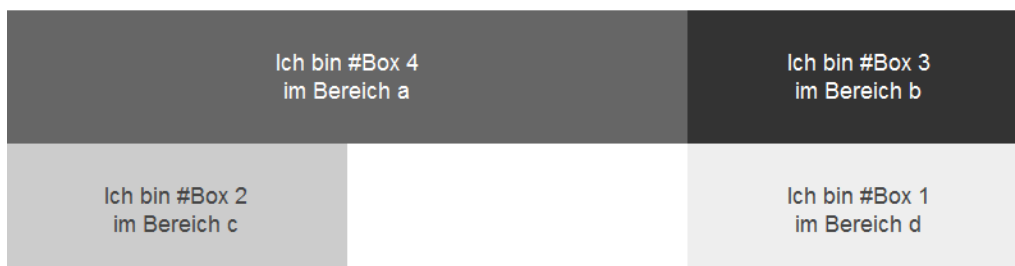 Ich bin #Box 4
im Bereich a
Ich bin #Box 3
im Bereich b
Ich bin #Box 2
im Bereich c
Ich bin #Box 1
im Bereich d